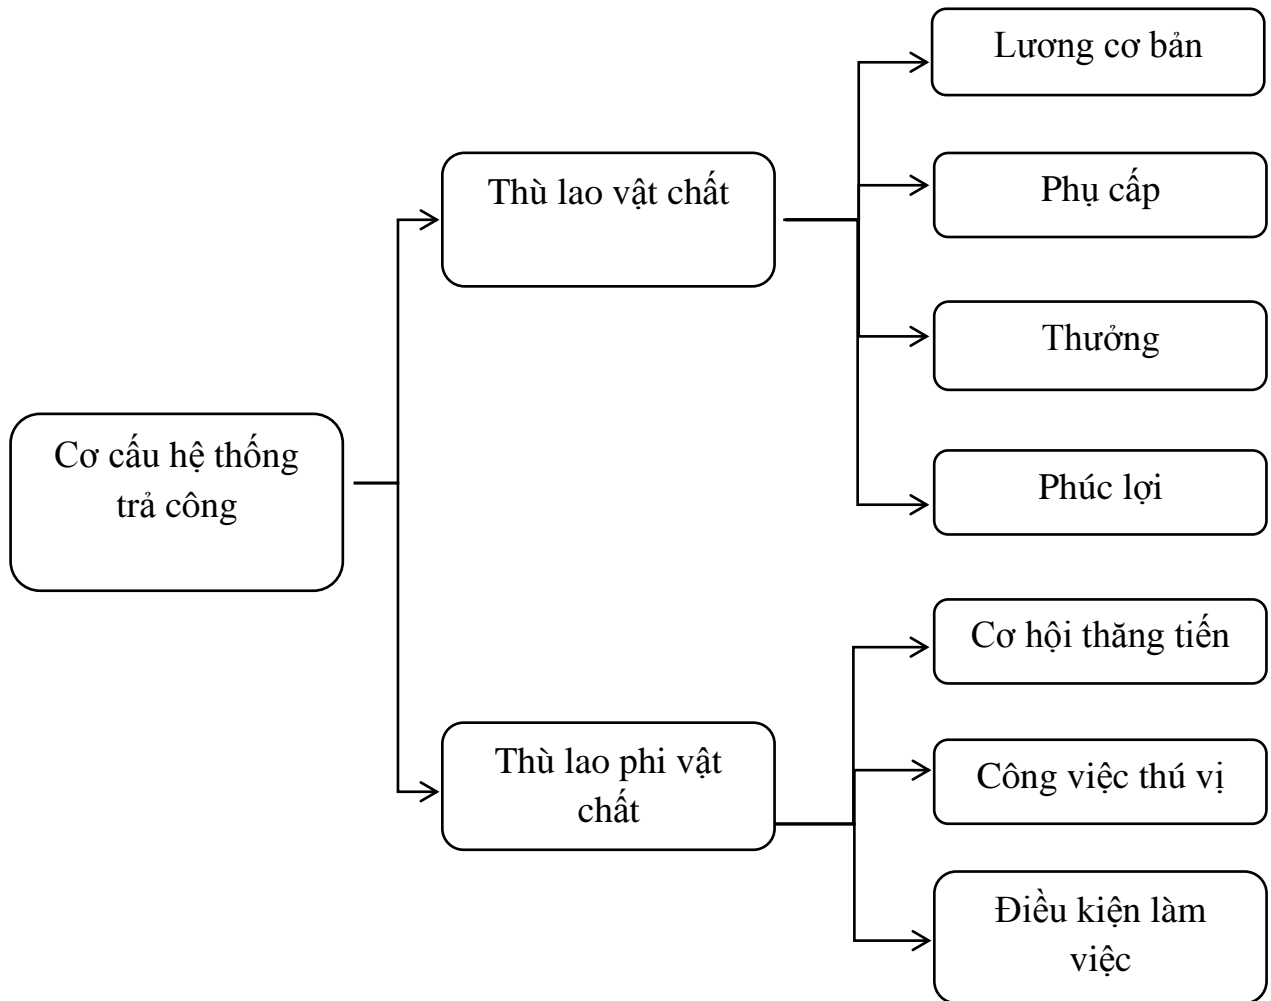 Lương cơ bản
Thù lao vật chất
Phụ cấp
Thưởng
Cơ cấu hệ thống
trả công
Phúc lợi
Cơ hội thăng tiến
Thù lao phi vật
chất
Công việc thú vị
Điều kiện làm
việc